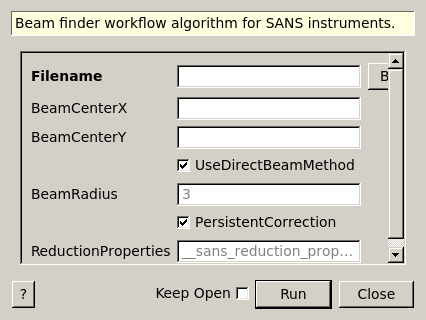 Beam finder workflow algorithm for SANS instruments.
Filename
B
BeamCenterX
BeamCenterY
UseDirectBeamMethod
BeamRadius 3
PersistentCorrection
ReductionProperties __sans_reduction_prop...
? Keep Open Run Close